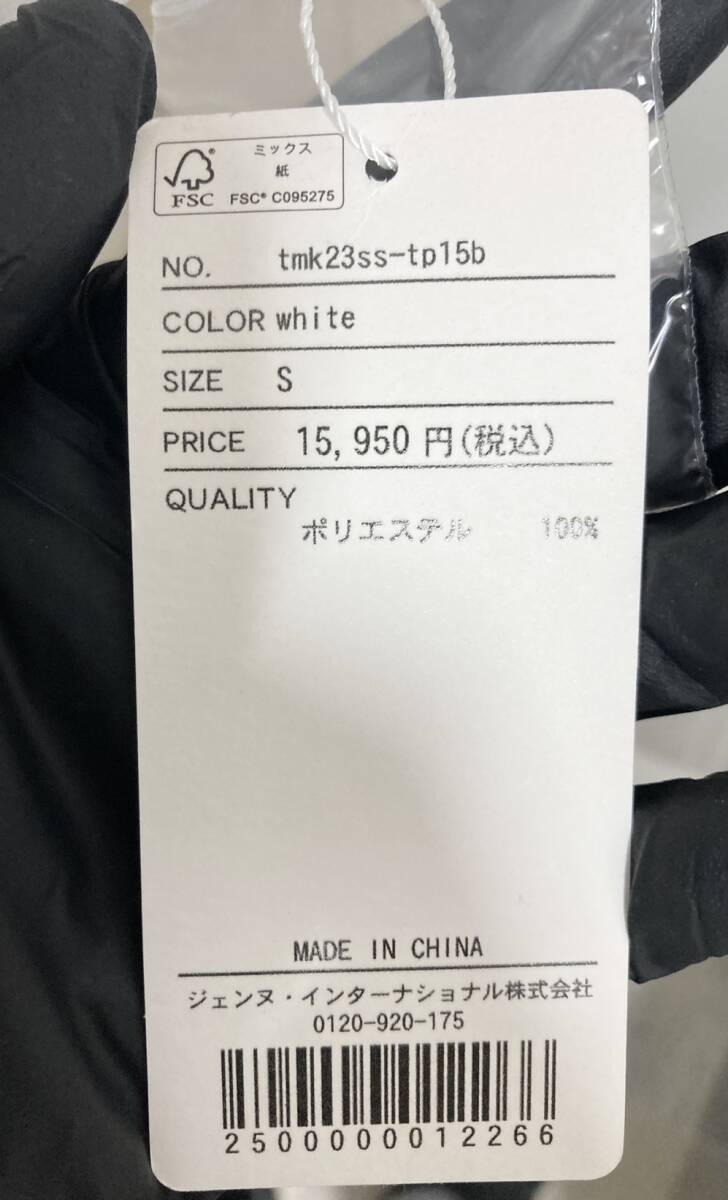 ミックス
紙
FSC
FSC® C095275
NO. tmk23ss-tp15b
COLOR white
SIZE S
PRICE 15,950 円(税込)
QUALITY
ポリエステル 100%
MADE IN CHINA
ジェンヌ・インターナショナル株式会社
0120-920-175
2500000012266